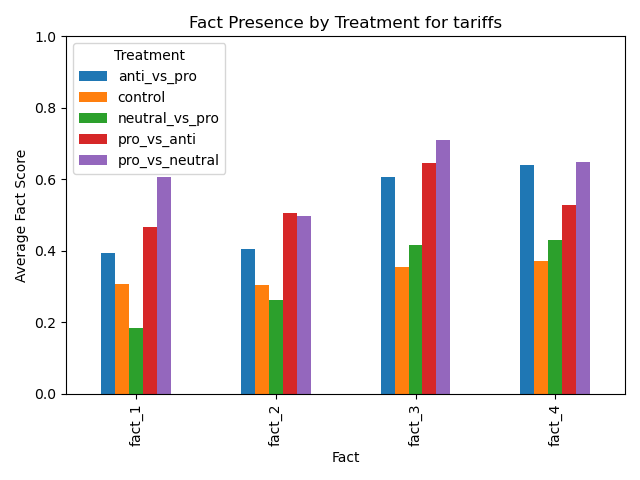 Fact Presence by Treatment for tariffs
1.0
0.8
0.6
0.4
0.2
0.0
Average Fact Score
Treatment
anti_vs_pro
control
neutral_vs_pro
pro_vs_anti
pro_vs_neutral
fact_1
fact_2
fact_3
fact_4
Fact